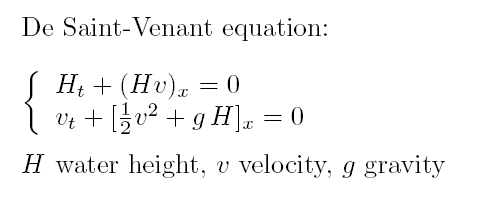 De Saint-Venant equation:
H_t + (Hv)_x = 0
v_t + [½v² + g H]_x = 0
H water height, v velocity, g gravity